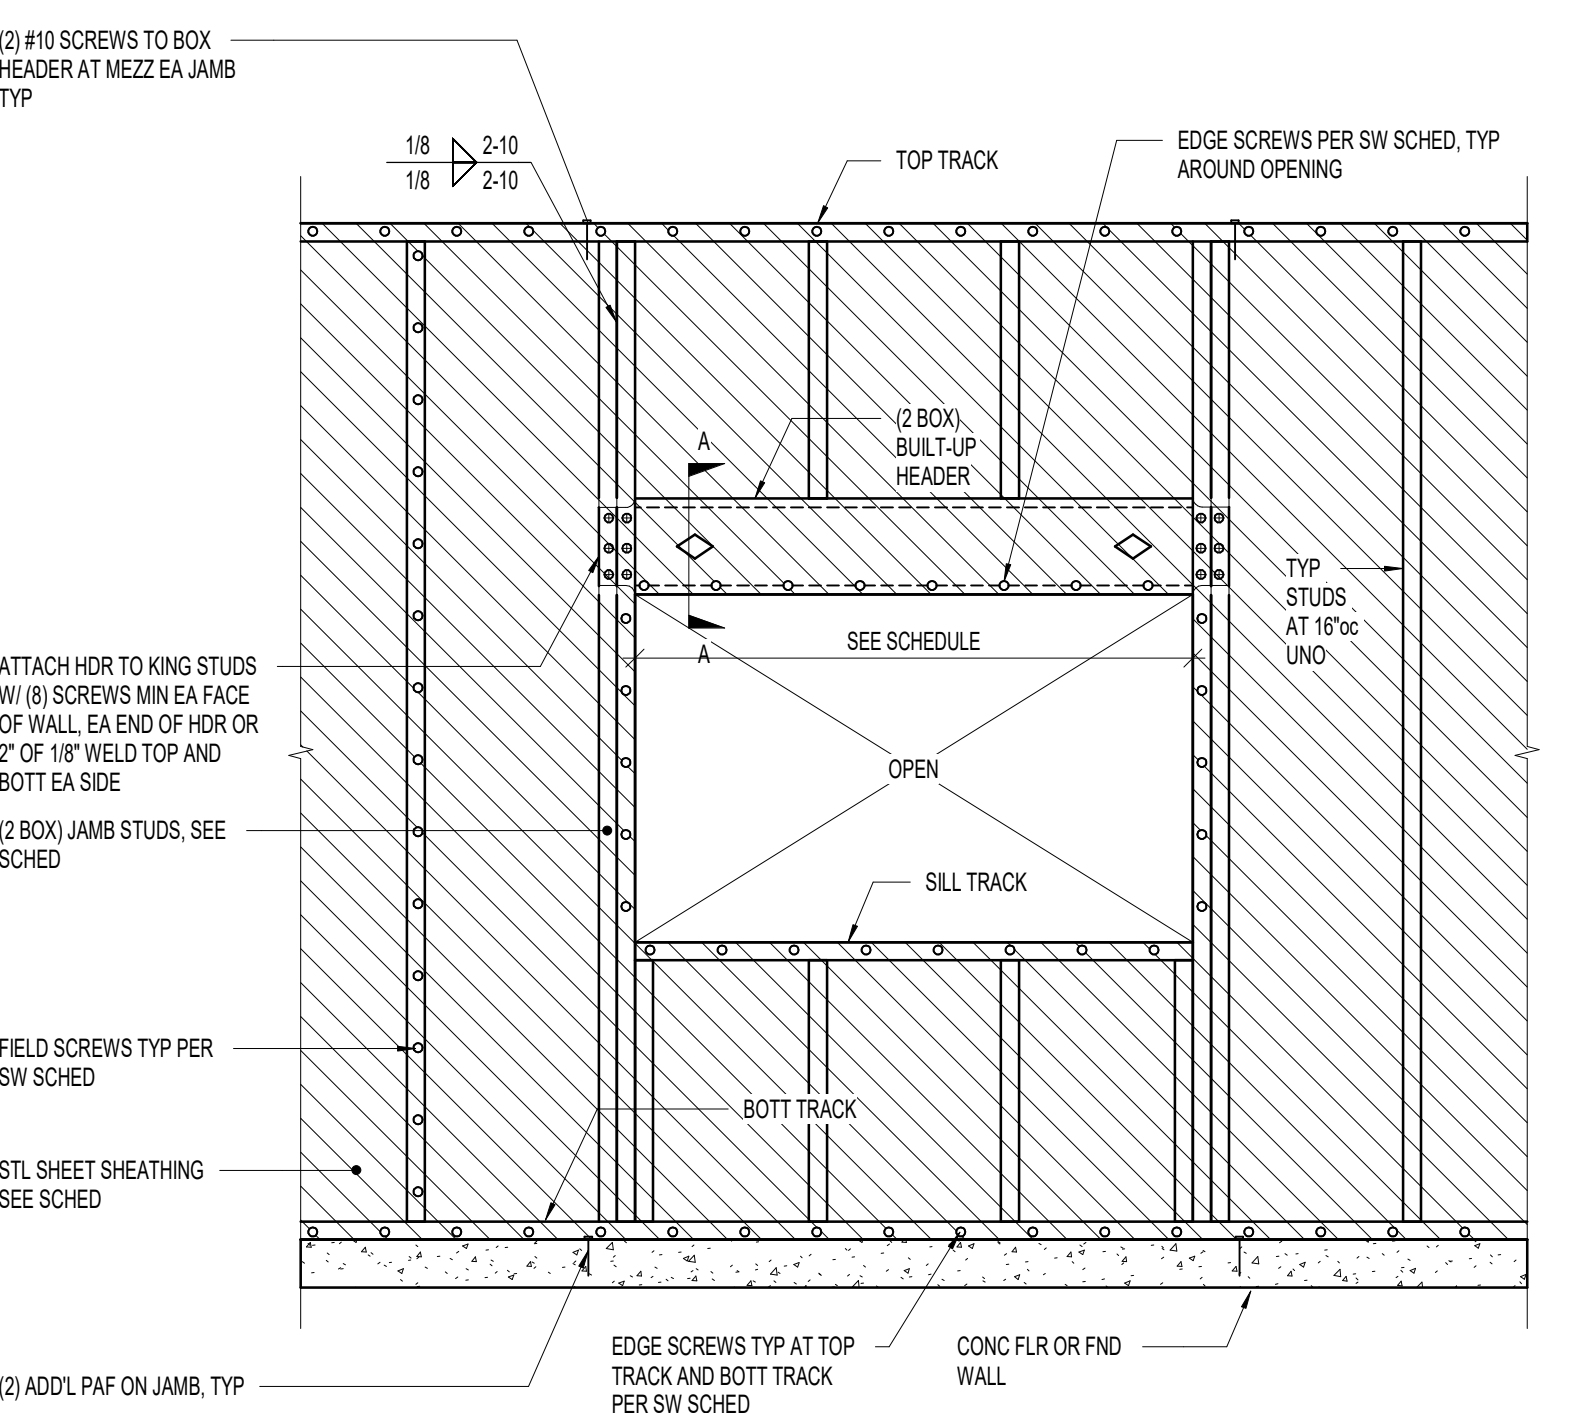 (2) #10 SCREWS TO BOX
HEADER AT MEZZ EA JAMB
TYP
1/8 2-10
1/8 2-10
TOP TRACK
EDGE SCREWS PER SW SCHED, TYP
AROUND OPENING
(2 BOX)
BUILT-UP
HEADER
A
A
TYP
STUDS
AT 16"oc
UNO
SEE SCHEDULE
ATTACH HDR TO KING STUDS
W/ (8) SCREWS MIN EA FACE
OF WALL, EA END OF HDR OR
2" OF 1/8" WELD TOP AND
BOTT EA SIDE
OPEN
(2 BOX) JAMB STUDS, SEE
SCHED
SILL TRACK
FIELD SCREWS TYP PER
SW SCHED
BOTT TRACK
STL SHEET SHEATHING
SEE SCHED
EDGE SCREWS TYP AT TOP
TRACK AND BOTT TRACK
PER SW SCHED
CONC FLR OR FND
WALL
(2) ADD'L PAF ON JAMB, TYP